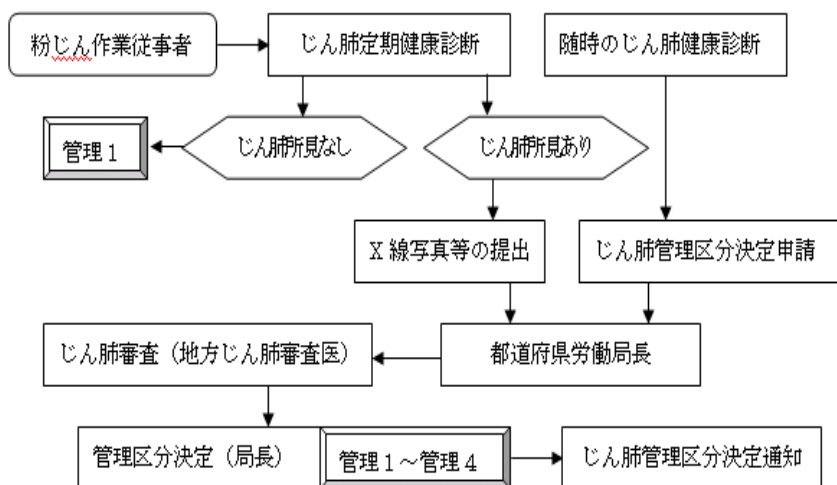 粉じん作業従事者
じん肺定期健康診断
随時のじん肺健康診断
管理1
じん肺所見なし
じん肺所見あり
X線写真等の提出
じん肺管理区分決定申請
じん肺審査(地方じん肺審査医)
都道府県労働局長
管理区分決定(局長)
管理1～管理4
じん肺管理区分決定通知